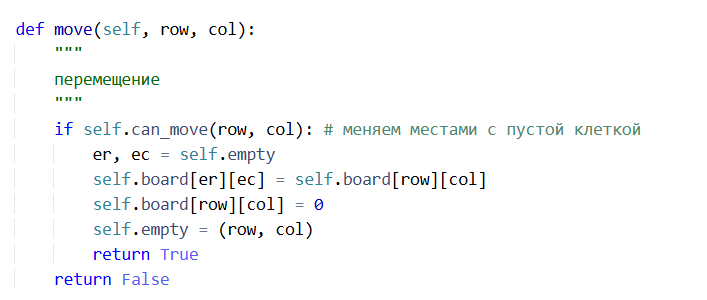 def move(self, row, col):
    """
    перемещение
    """
    if self.can_move(row, col): # меняем местами с пустой клеткой
        er, ec = self.empty
        self.board[er][ec] = self.board[row][col]
        self.board[row][col] = 0
        self.empty = (row, col)
        return True
    return False